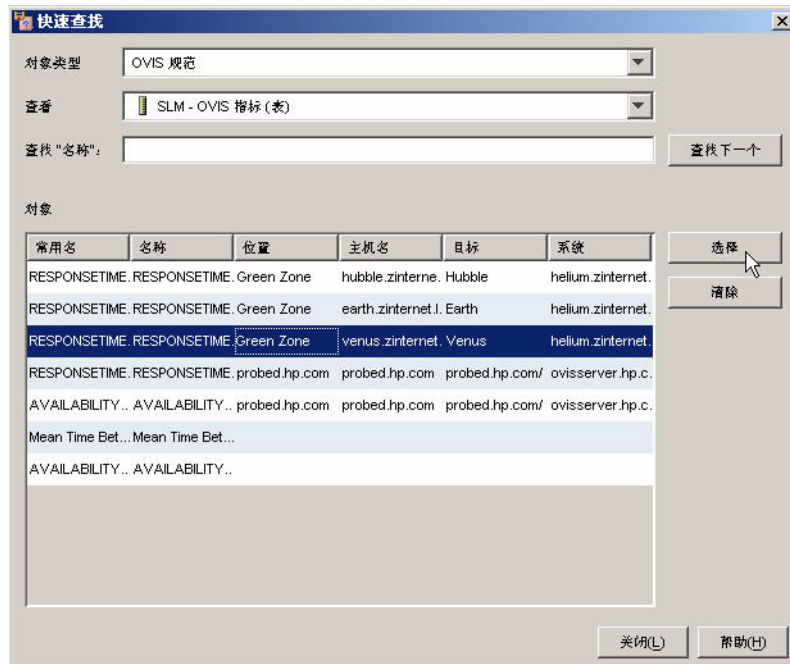 快速查找
对象类型 OVIS 规范
查看 SLM - OVIS 指标 (表)
查找 "名称": 查找下一个
对象
常用名 名称 位置 主机名 目标 系统 选择
RESPONSETIME. RESPONSETIME. Green Zone hubble.zinterne. Hubble helium.zinternet.
清除
RESPONSETIME. RESPONSETIME. Green Zone earth.zinternet.l. Earth helium.zinternet.
RESPONSETIME. RESPONSETIME. Green Zone venus.zinternet. Venus helium.zinternet.
RESPONSETIME. RESPONSETIME. probed.hp.com probed.hp.com probed.hp.com/ ovisserver.hp.c.
AVAILABILITY.. AVAILABILITY.. probed.hp.com probed.hp.com probed.hp.com/ ovisserver.hp.c.
Mean Time Bet... Mean Time Bet...
AVAILABILITY.. AVAILABILITY..
关闭(L) 帮助(H)